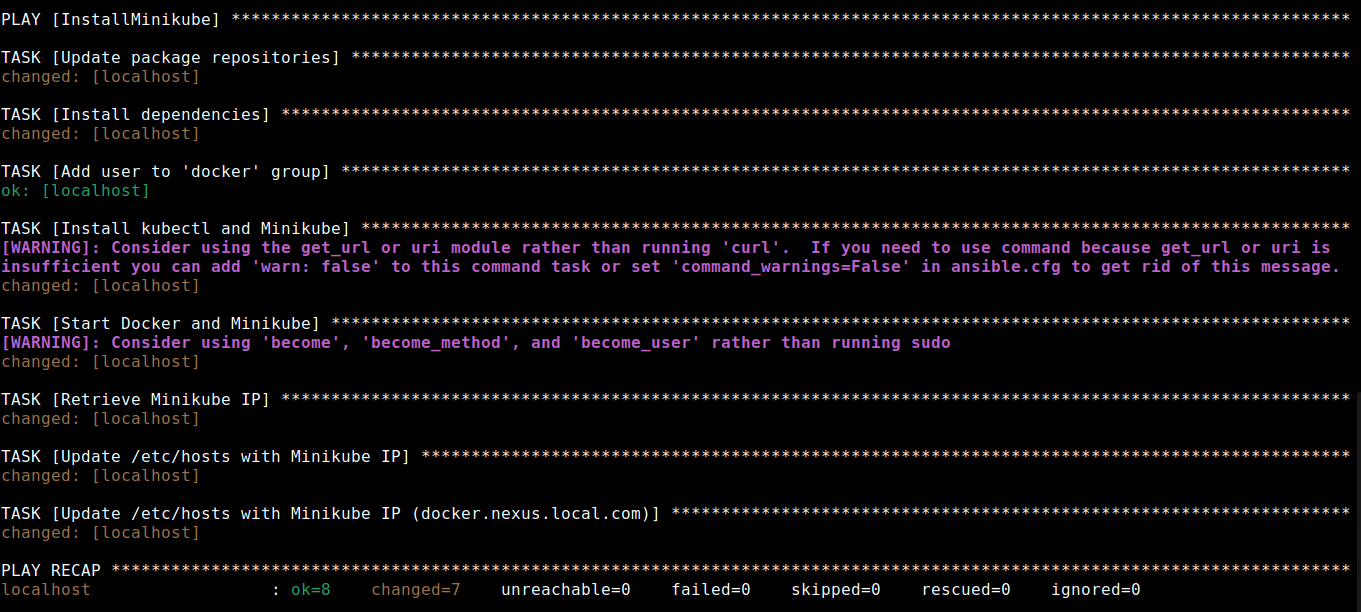 PLAY [InstallMinikube] ****************************************************************************************************************
TASK [Update package repositories] ****************************************************************************************************
changed: [localhost]
TASK [Install dependencies] ***********************************************************************************************************
changed: [localhost]
TASK [Add user to 'docker' group] *****************************************************************************************************
ok: [localhost]
TASK [Install kubectl and Minikube] ***************************************************************************************************
[WARNING]: Consider using the get_url or uri module rather than running 'curl'.  If you need to use command because get_url or uri is
insufficient you can add 'warn: false' to this command task or set 'command_warnings=False' in ansible.cfg to get rid of this message.
changed: [localhost]
TASK [Start Docker and Minikube] ******************************************************************************************************
[WARNING]: Consider using 'become', 'become_method', and 'become_user' rather than running sudo
changed: [localhost]
TASK [Retrieve Minikube IP] ***********************************************************************************************************
changed: [localhost]
TASK [Update /etc/hosts with Minikube IP] *********************************************************************************************
changed: [localhost]
TASK [Update /etc/hosts with Minikube IP (docker.nexus.local.com)] ********************************************************************
changed: [localhost]
PLAY RECAP ****************************************************************************************************************************
localhost                  : ok=8    changed=7    unreachable=0    failed=0    skipped=0    rescued=0    ignored=0